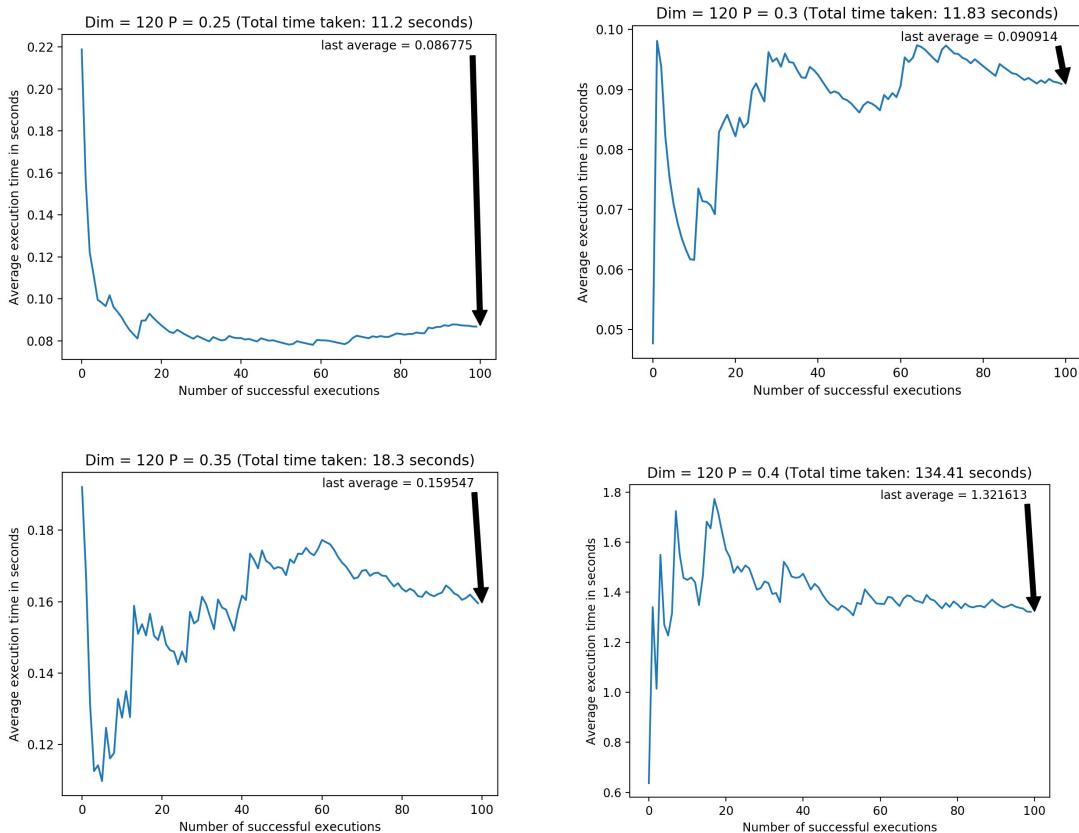 Dim = 120 P = 0.25 (Total time taken: 11.2 seconds)
last average = 0.086775
Average execution time in seconds
0.22
0.20
0.18
0.16
0.14
0.12
0.10
0.08
0 20 40 60 80 100
Number of successful executions
Dim = 120 P = 0.3 (Total time taken: 11.83 seconds)
last average = 0.090914
Average execution time in seconds
0.10
0.09
0.08
0.07
0.06
0.05
0 20 40 60 80 100
Number of successful executions
Dim = 120 P = 0.35 (Total time taken: 18.3 seconds)
last average = 0.159547
Average execution time in seconds
0.18
0.16
0.14
0.12
0 20 40 60 80 100
Number of successful executions
Dim = 120 P = 0.4 (Total time taken: 134.41 seconds)
last average = 1.321613
Average execution time in seconds
1.8
1.6
1.4
1.2
1.0
0.8
0.6
0 20 40 60 80 100
Number of successful executions